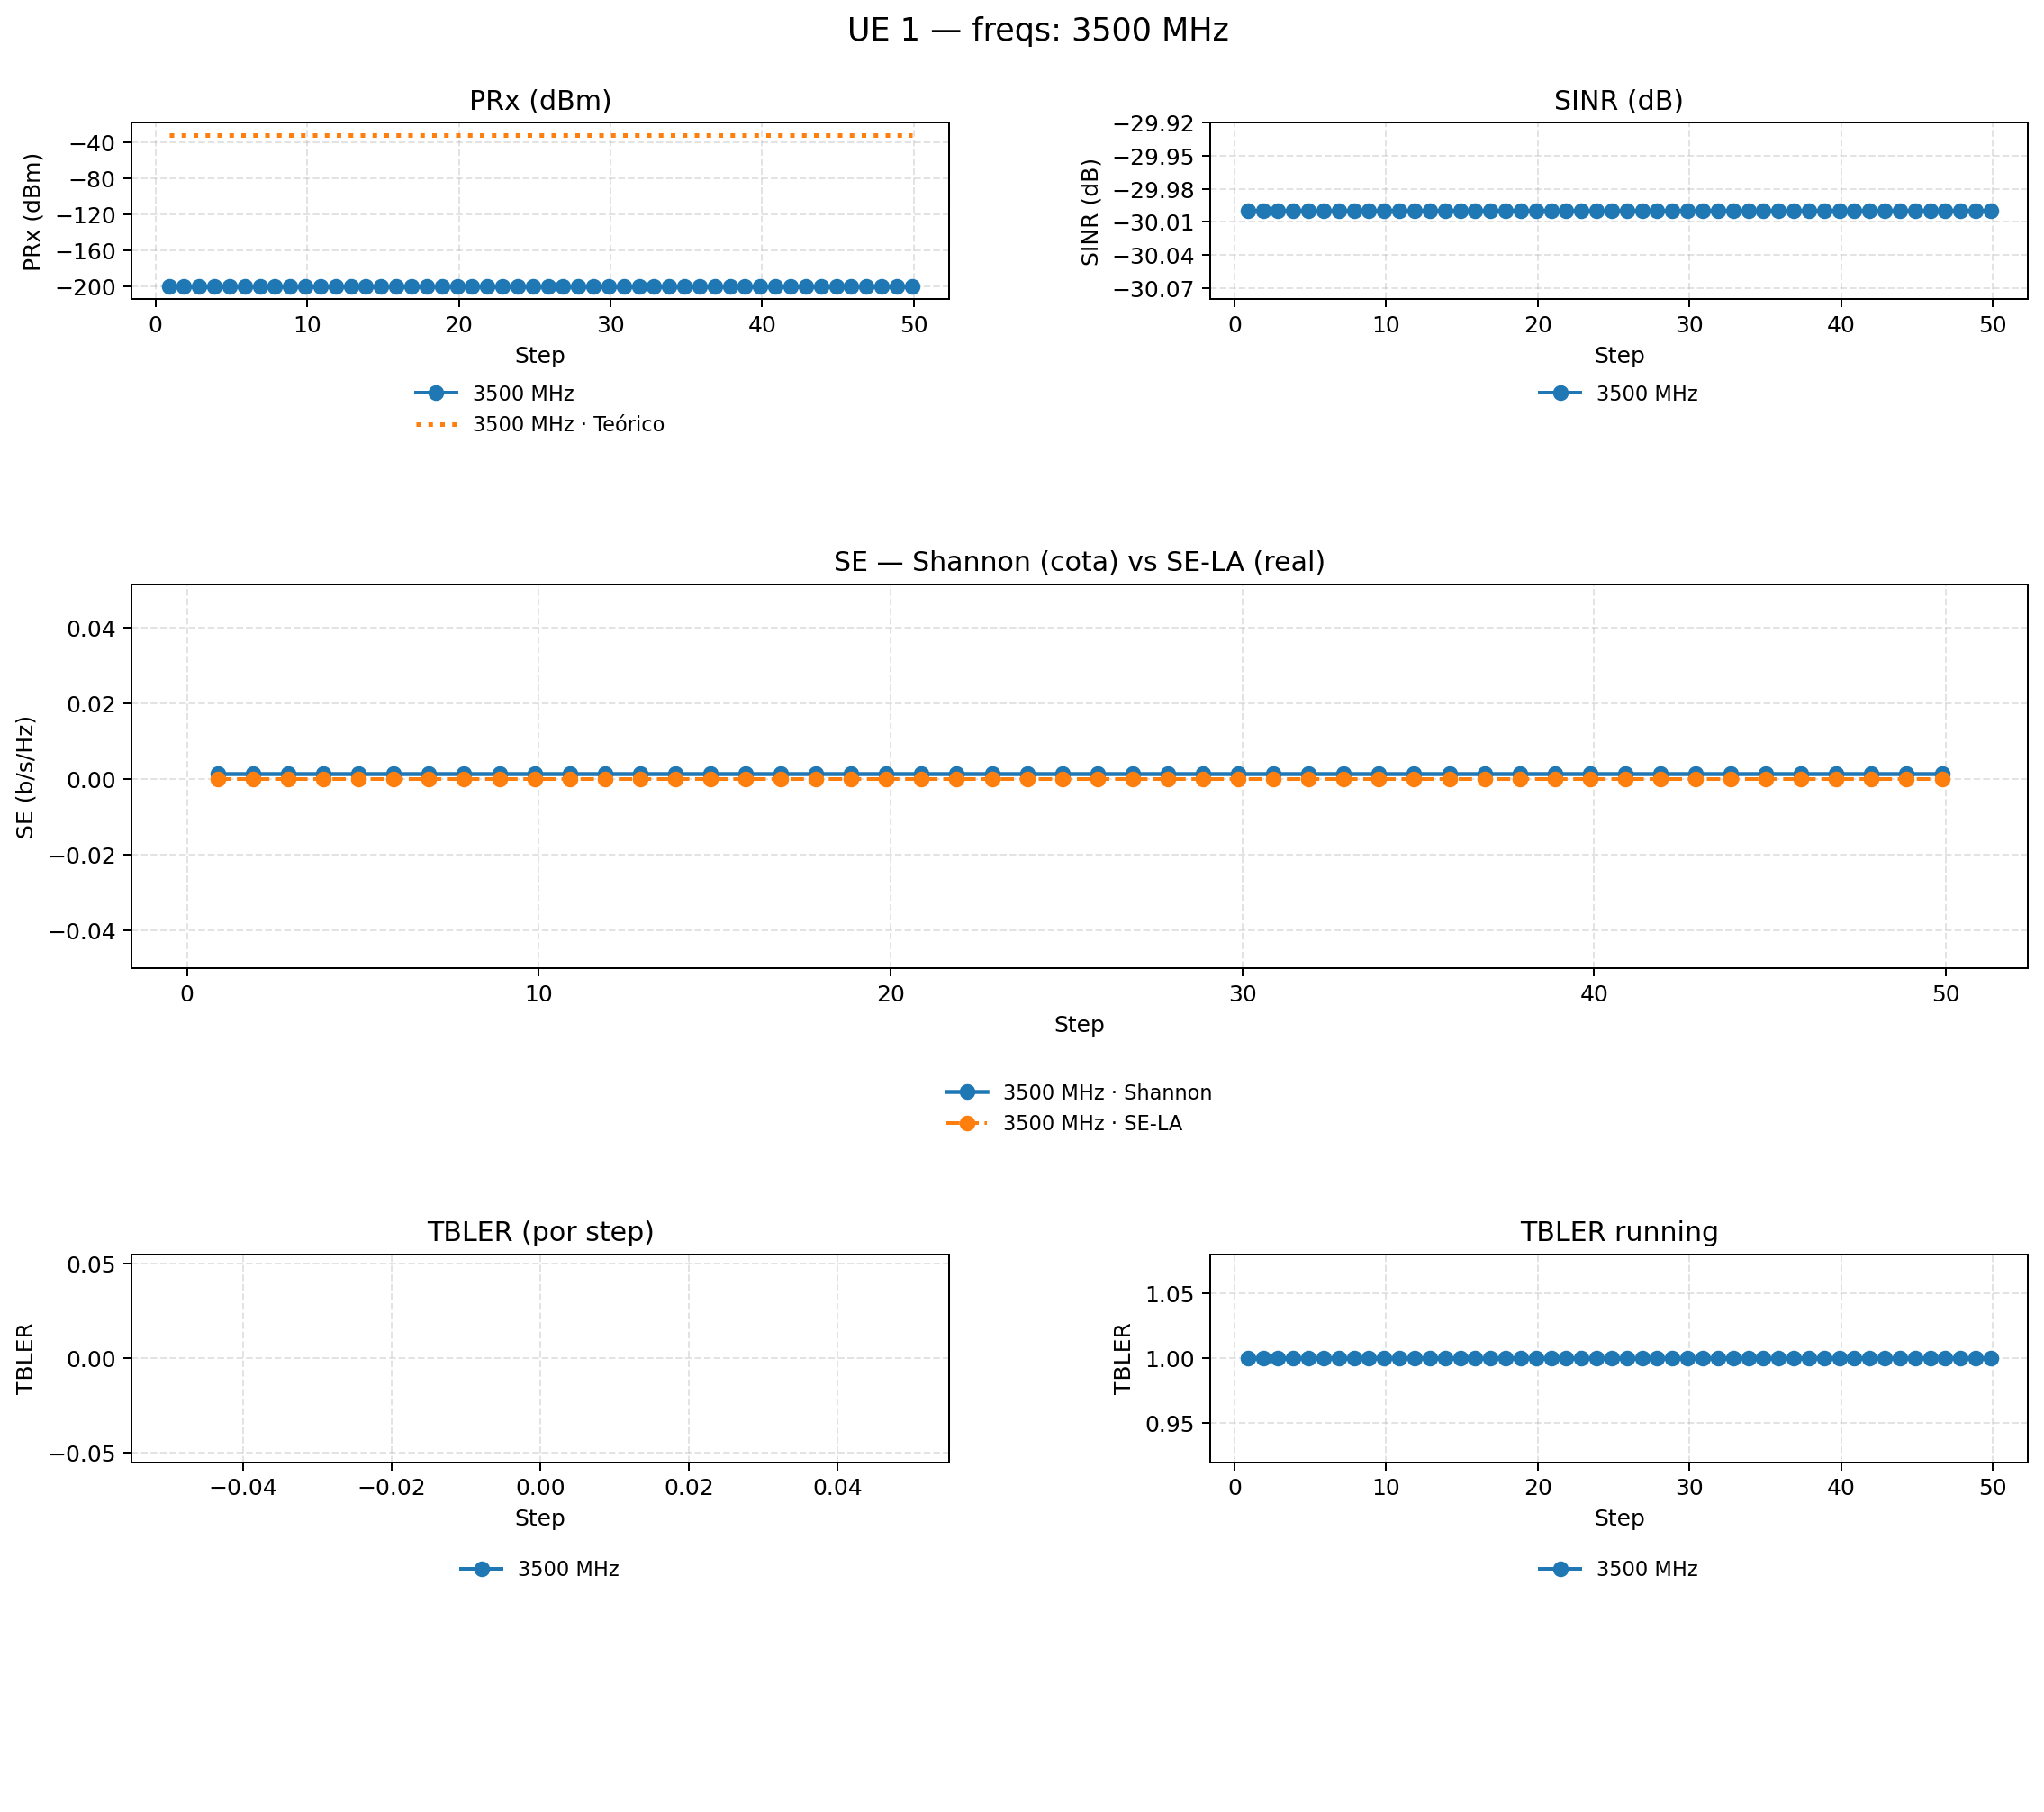 UE 1 — freqs: 3500 MHz
PRx (dBm)
PRx (dBm)
−40
−80
−120
−160
−200
0 10 20 30 40 50
Step
3500 MHz
3500 MHz · Teórico
SINR (dB)
SINR (dB)
−29.92
−29.95
−29.98
−30.01
−30.04
−30.07
0 10 20 30 40 50
Step
3500 MHz
SE — Shannon (cota) vs SE-LA (real)
SE (b/s/Hz)
0.04
0.02
0.00
−0.02
−0.04
0 10 20 30 40 50
Step
3500 MHz · Shannon
3500 MHz · SE-LA
TBLER (por step)
TBLER
0.05
0.00
−0.05
−0.04 −0.02 0.00 0.02 0.04
Step
3500 MHz
TBLER running
TBLER
1.05
1.00
0.95
0 10 20 30 40 50
Step
3500 MHz